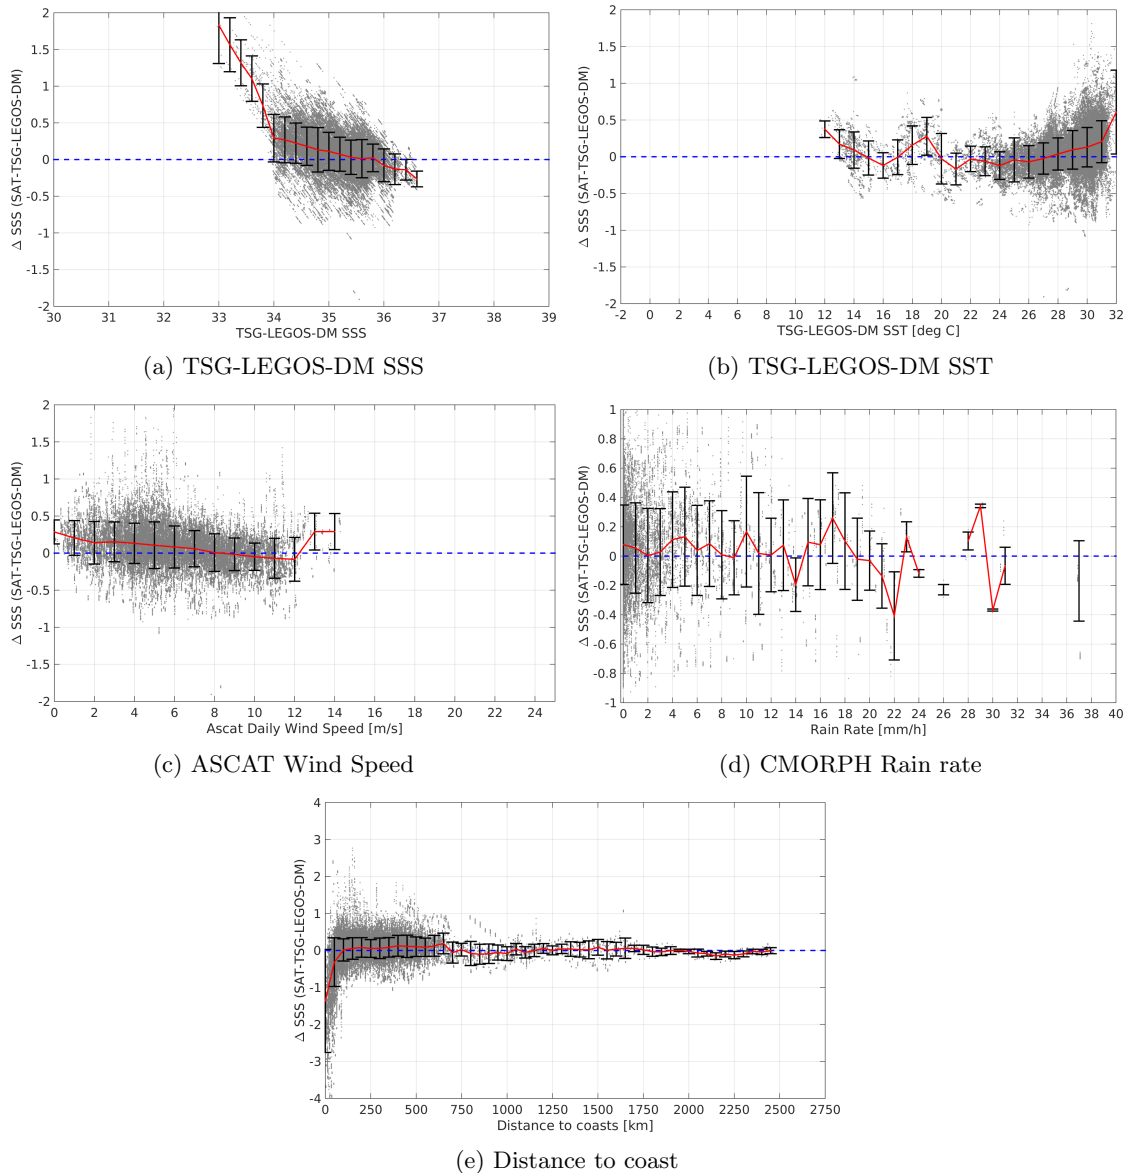 2
1.5
1
0.5
0
-0.5
-1
-1.5
2
Δ SSS (SAT-TSG-LEGOS-DM)
30 31 32 33 34 35 36 37 38 39
TSG-LEGOS-DM SSS
(a) TSG-LEGOS-DM SSS
2
1.5
1
0.5
0
-0.5
-1
-1.5
-2
Δ SSS (SAT-TSG-LEGOS-DM)
-2 0 2 4 6 8 10 12 14 16 18 20 22 24 26 28 30 32
TSG-LEGOS-DM SST [deg C]
(b) TSG-LEGOS-DM SST
2
1.5
1
0.5
0
-0.5
-1
-1.5
-2
Δ SSS (SAT-TSG-LEGOS-DM)
0 2 4 6 8 10 12 14 16 18 20 22 24
Ascat Daily Wind Speed [m/s]
(c) ASCAT Wind Speed
1
0.8
0.6
0.4
0.2
0
-0.2
-0.4
-0.6
-0.8
-1
Δ SSS (SAT-TSG-LEGOS-DM)
0 2 4 6 8 10 12 14 16 18 20 22 24 26 28 30 32 34 36 38 40
Rain Rate [mm/h]
(d) CMORPH Rain rate
4
3
2
1
0
-1
-2
-3
-4
Δ SSS (SAT-TSG-LEGOS-DM)
0 250 500 750 1000 1250 1500 1750 2000 2250 2500 2750
Distance to coasts [km]
(e) Distance to coast